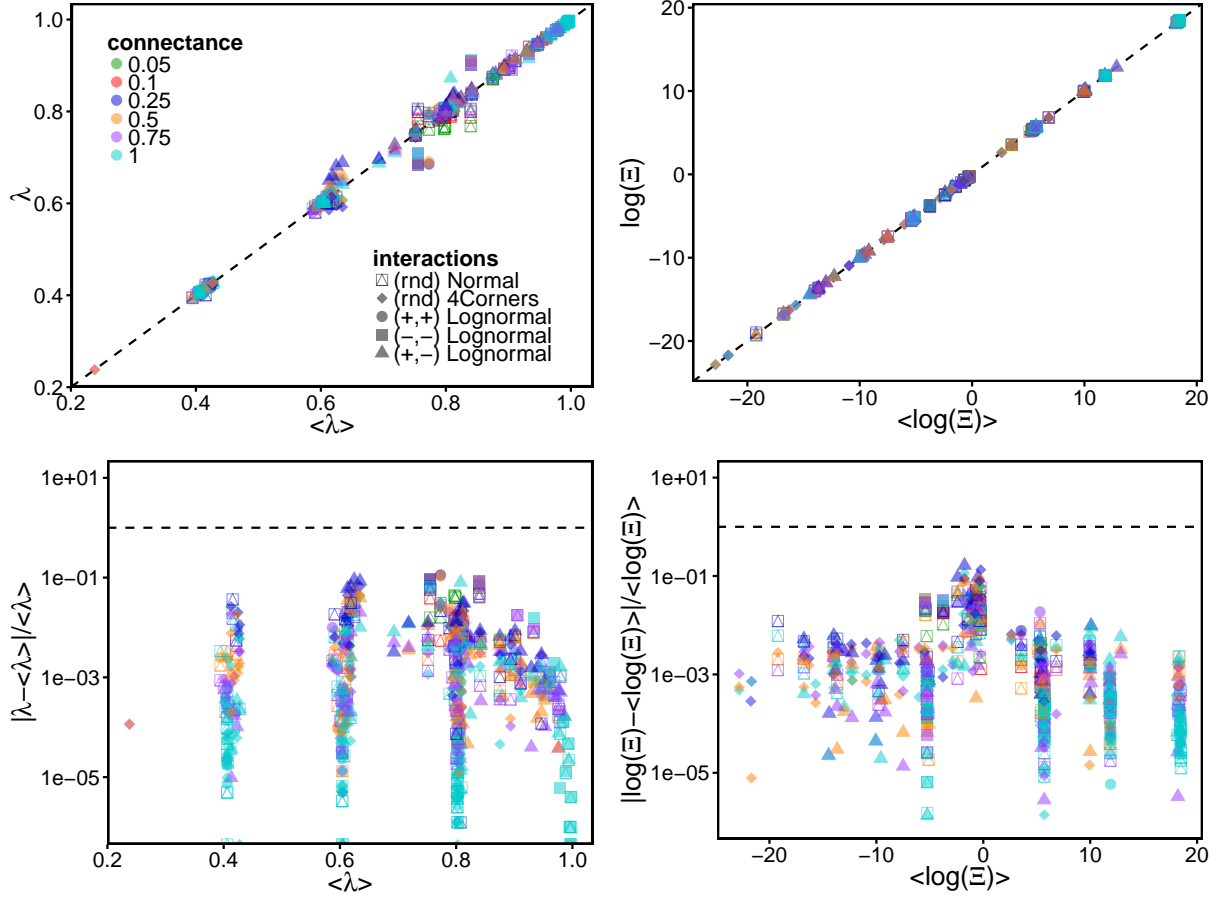 1.0
0.8
0.6
0.4
0.2
λ
connectance
0.05
0.1
0.25
0.5
0.75
1
interactions
(rnd) Normal
(rnd) 4Corners
(+,+) Lognormal
(−,−) Lognormal
(+,−) Lognormal
0.2 0.4 0.6 0.8 1.0
<λ>
20
10
0
−10
−20
log(Ξ)
−20 −10 0 10 20
<log(Ξ)>
1e+01
1e−01
1e−03
1e−05
|λ−<λ>|/<λ>
0.2 0.4 0.6 0.8 1.0
<λ>
1e+01
1e−01
1e−03
1e−05
|log(Ξ)−<log(Ξ)>|/<log(Ξ)>
−20 −10 0 10 20
<log(Ξ)>